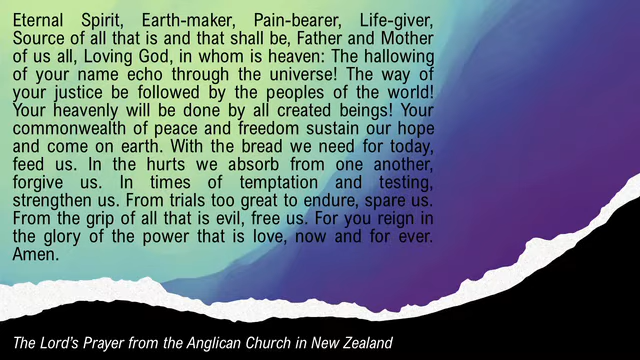 Eternal Spirit, Earth-maker, Pain-bearer, Life-giver,
Source of all that is and that shall be, Father and Mother
of us all, Loving God, in whom is heaven: The hallowing
of your name echo through the universe! The way of
your justice be followed by the peoples of the world!
Your heavenly will be done by all created beings! Your
commonwealth of peace and freedom sustain our hope
and come on earth. With the bread we need for today,
feed us. In the hurts we absorb from one another,
forgive us. In times of temptation and testing,
strengthen us. From trials too great to endure, spare us.
From the grip of all that is evil, free us. For you reign in
the glory of the power that is love, now and for ever.
Amen.
The Lord's Prayer from the Anglican Church in New Zealand